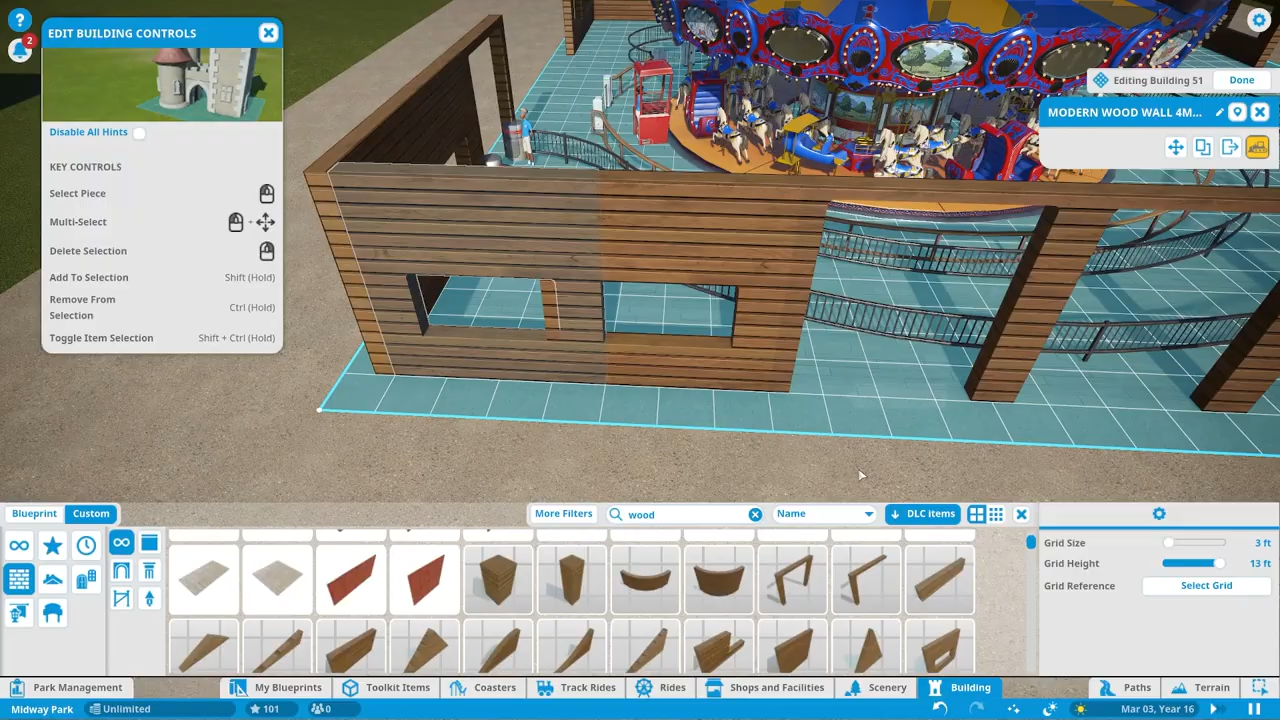 ?
2
EDIT BUILDING CONTROLS
Disable All Hints
KEY CONTROLS
Select Piece
Multi-Select
Delete Selection
Add To Selection Shift (Hold)
Remove From
Selection
Ctrl (Hold)
Toggle Item Selection Shift + Ctrl (Hold)
Editing Building 51 Done
MODERN WOOD WALL 4M...
Blueprint Custom
More Filters wood Name DLC items
Grid Size 3 ft
Grid Height 13 ft
Grid Reference Select Grid
Park Management My Blueprints Toolkit Items Coasters Track Rides Rides Shops and Facilities Scenery Building Paths Terrain
Midway Park Unlimited 101 0 Mar 03, Year 16